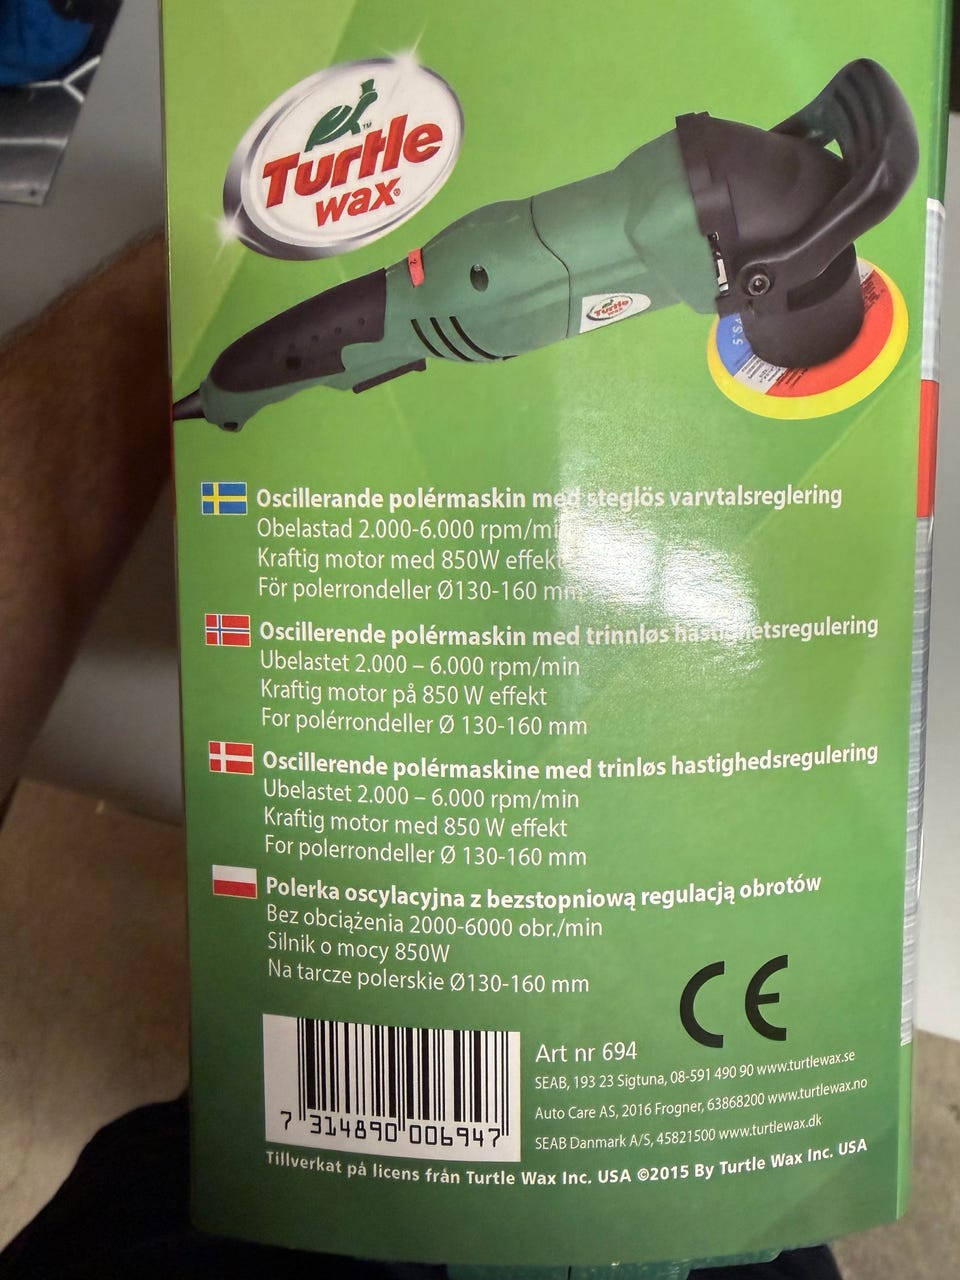 Turtle
wax®
Turtle
wax
Oscillerande polérmaskin med steglös varvtalsreglering
Obelastad 2.000-6.000 rpm/min
Kraftig motor med 850W effekt
För polerrondeller Ø130-160 mm
Oscillerende polérmaskin med trinnløs hastighetsregulering
Ubelastet 2.000 – 6.000 rpm/min
Kraftig motor på 850 W effekt
For polérrondeller Ø 130-160 mm
Oscillerende polérmaskine med trinløs hastighedsregulering
Ubelastet 2.000 – 6.000 rpm/min
Kraftig motor med 850 W effekt
For polerrondeller Ø 130-160 mm
Polerka oscylacyjna z bezstopniową regulacją obrotów
Bez obciążenia 2000-6000 obr./min
Silnik o mocy 850W
Na tarcze polerskie Ø130-160 mm
CE
7 314890 006947
Art nr 694
SEAB, 193 23 Sigtuna, 08-591 490 90 www.turtlewax.se
Auto Care AS, 2016 Frogner, 63868200 www.turtlewax.no
SEAB Danmark A/S, 45821500 www.turtlewax.dk
Tillverkat på licens från Turtle Wax Inc. USA ©2015 By Turtle Wax Inc. USA